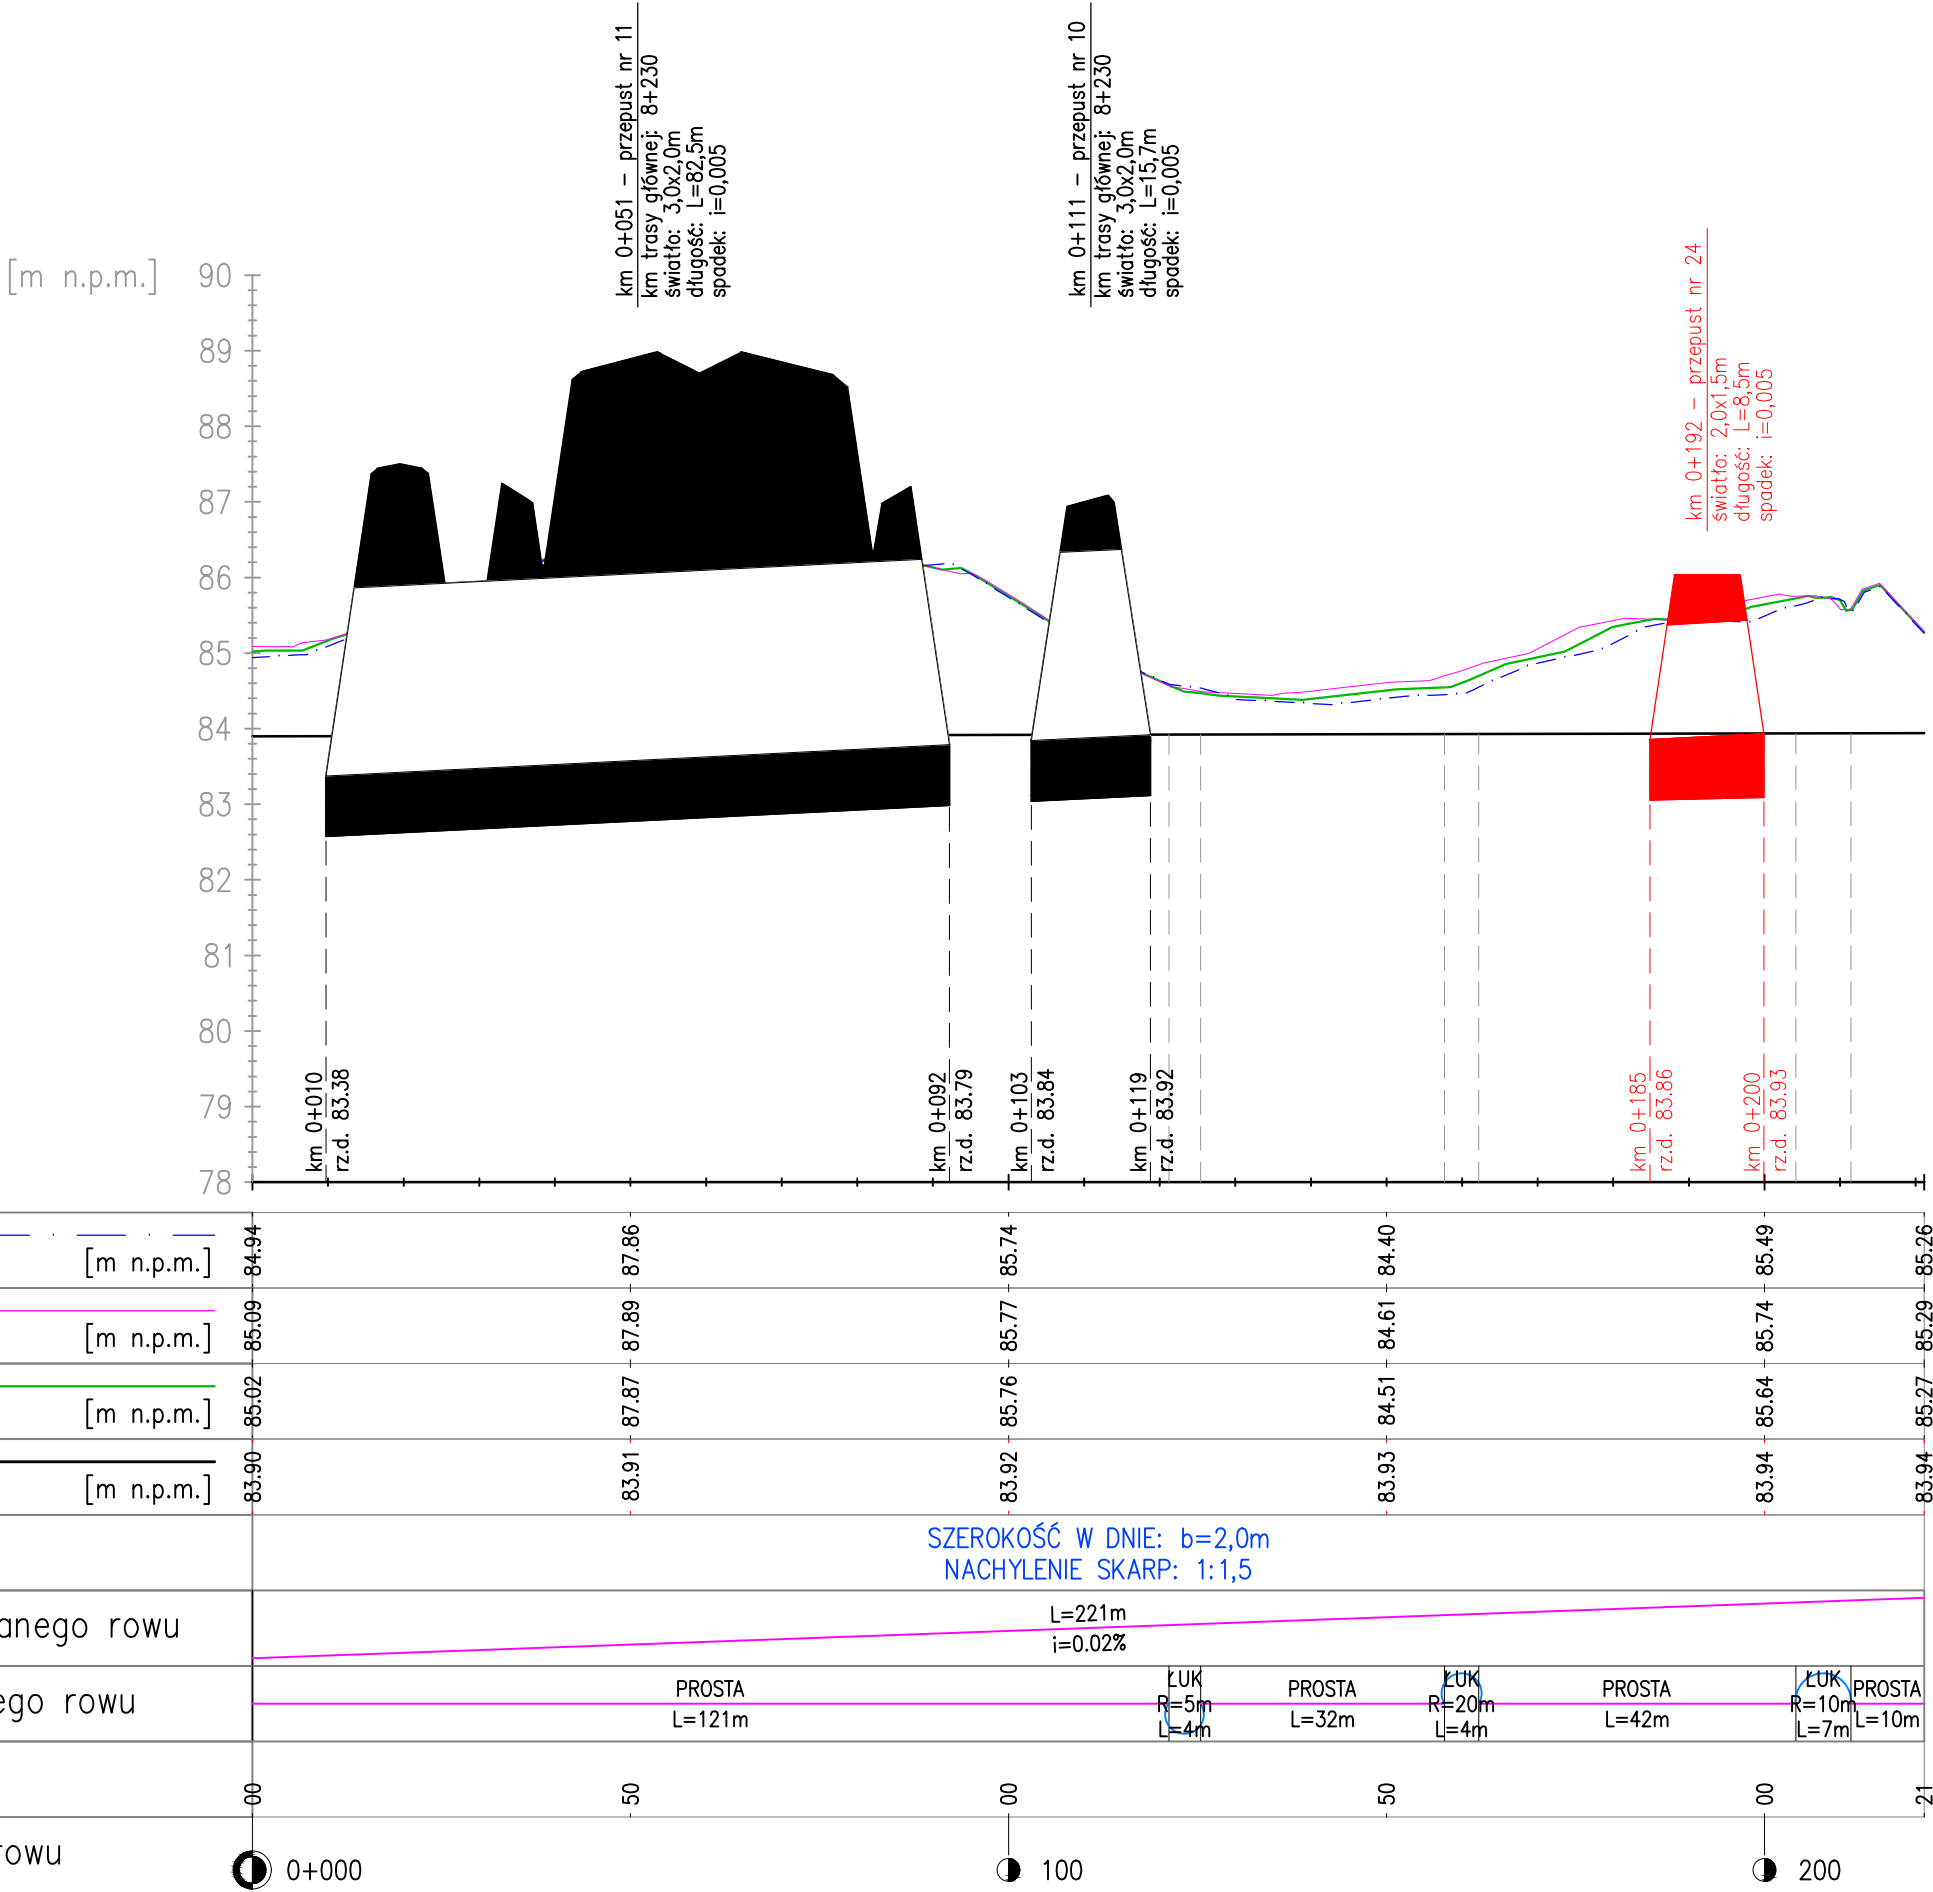 km 0+051 – przepust nr 11
km trasy głównej: 8+230
światło: 3,0x2,0m
długość: L=82,5m
spadek: i=0,005
km 0+111 – przepust nr 10
km trasy głównej: 8+230
światło: 3,0x2,0m
długość: L=15,7m
spadek: i=0,005
km 0+192 – przepust nr 24
światło: 2,0x1,5m
długość: L=8,5m
spadek: i=0,005
[m n.p.m.]
90
89
88
87
86
85
84
83
82
81
80
79
78
km 0+010
rz.d. 83.38
km 0+092
rz.d. 83.79
km 0+103
rz.d. 83.84
km 0+119
rz.d. 83.92
km 0+185
rz.d. 83.86
km 0+200
rz.d. 83.93
[m n.p.m.] 84.94 87.86 85.74 84.40 85.49 85.26
[m n.p.m.] 85.09 87.89 85.77 84.61 85.74 85.29
[m n.p.m.] 85.02 87.87 85.76 84.51 85.64 85.27
[m n.p.m.] 83.90 83.91 83.92 83.93 83.94 83.94
SZEROKOŚĆ W DNIE: b=2,0m
NACHYLENIE SKARP: 1:1,5
anego rowu
L=221m
i=0.02%
ego rowu
PROSTA
L=121m
ŁUK
R=5m
L=4m
PROSTA
L=32m
ŁUK
R=20m
L=4m
PROSTA
L=42m
ŁUK
R=10m
L=7m
PROSTA
L=10m
00 50 00 50 00 21
rowu
0+000 100 200